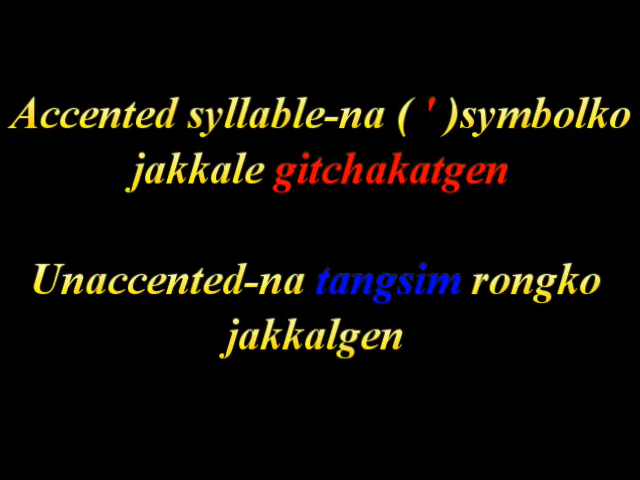 Accented syllable-na ( ' )symbolko
jakkale gitchakatgen
Unaccented-na tangsim rongko
jakkalgen